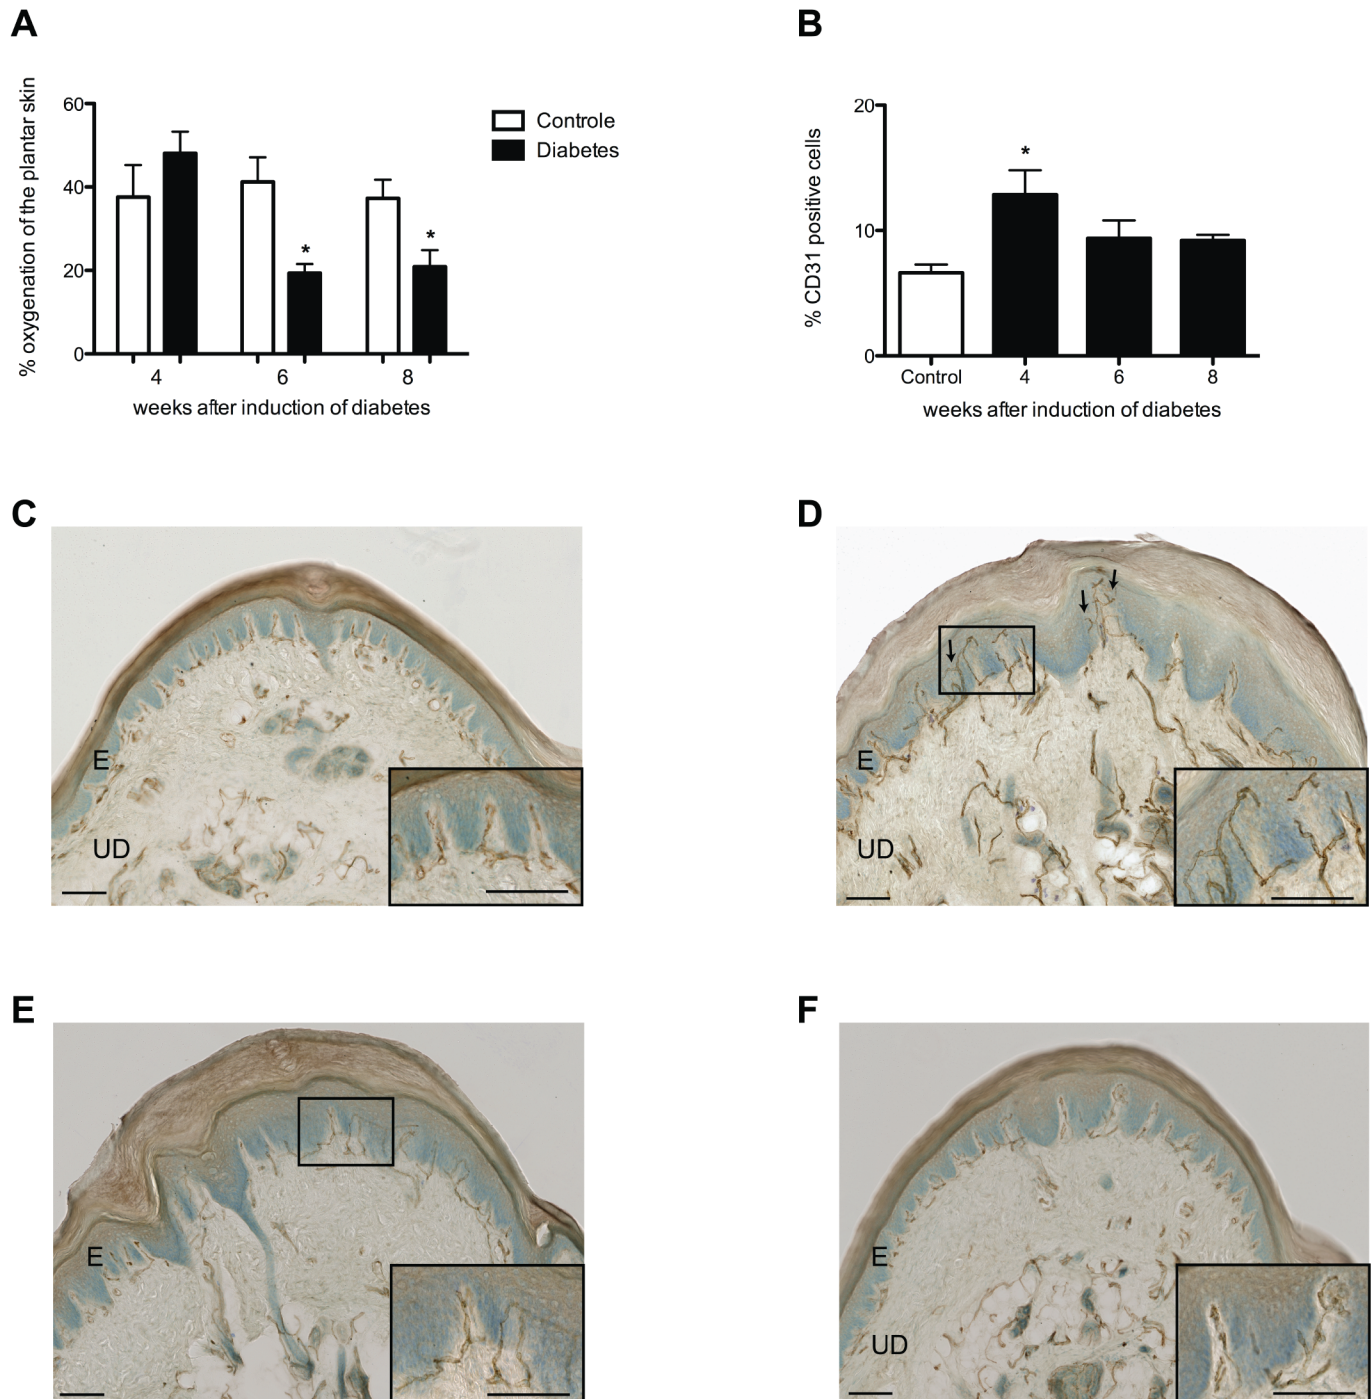 A
B
% oxygenation of the plantar skin
60
40
20
0
*
*
4
6
8
weeks after induction of diabetes
Controle
Diabetes
% CD31 positive cells
20
10
0
*
Control
4
6
8
weeks after induction of diabetes
C
E
UD
D
E
UD
E
E
F
E
UD